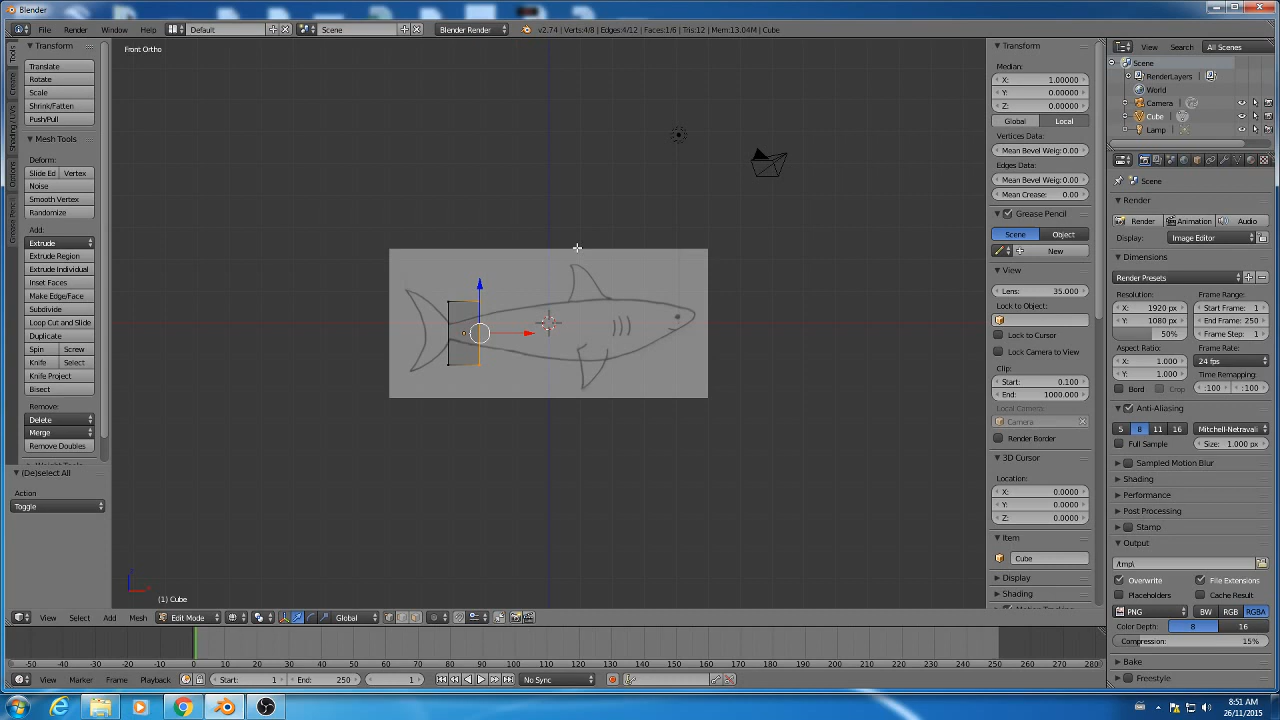 Blender
File Render Window Help Default Scene Blender Render v2.74 | Verts:4/8 | Edges:4/12 | Faces:1/6 | Tris:12 | Mem:13.04M | Cube
Tools
Create
Shading / UVs
Options
Grease Pencil
Transform
Translate
Rotate
Scale
Shrink/Fatten
Push/Pull
Mesh Tools
Deform:
Slide Ed Vertex
Noise
Smooth Vertex
Randomize
Add:
Extrude
Extrude Region
Extrude Individual
Inset Faces
Make Edge/Face
Subdivide
Loop Cut and Slide
Duplicate
Spin Screw
Knife Select
Knife Project
Bisect
Remove:
Delete
Merge
Remove Doubles
(De)select All
Action
Toggle
Front Ortho
(1) Cube
Transform
Median:
X: 1.00000
Y: 0.00000
Z: 0.00000
Global Local
Vertices Data:
Mean Bevel Weig:0.00
Edges Data:
Mean Bevel Weig:0.00
Mean Crease: 0.00
Grease Pencil
Scene Object
New
View
Lens: 35.000
Lock to Object:
Lock to Cursor
Lock Camera to View
Clip:
Start: 0.100
End: 1000.000
Local Camera:
Camera
Render Border
3D Cursor
Location:
X: 0.0000
Y: 0.0000
Z: 0.0000
Item
Cube
Display
Shading
View Search All Scenes
Scene
RenderLayers
World
Camera
Cube
Lamp
Scene
Render
Render Animation Audio
Display: Image Editor
Dimensions
Render Presets
Resolution: Frame Range:
X: 1920 px Start Frame: 1
Y: 1080 px End Frame: 250
50% Frame Step: 1
Aspect Ratio: Frame Rate:
X: 1.000 24 fps
Y: 1.000 Time Remapping:
Bord Crop :100 :100
Anti-Aliasing
5 8 11 16 Mitchell-Netravali
Full Sample Size: 1.000 px
Sampled Motion Blur
Shading
Performance
Post Processing
Stamp
Output
/tmp\
Overwrite File Extensions
Placeholders Cache Result
PNG BW RGB RGBA
Color Depth: 8 16
Compression: 15%
Bake
Freestyle
View Select Add Mesh Edit Mode Global
-50 -40 -30 -20 -10 0 10 20 30 40 50 60 70 80 90 100 110 120 130 140 150 160 170 180 190 200 210 220 230 240 250 260 270 280
View Marker Frame Playback Start: 1 End: 250 1 No Sync
8:51 AM
26/11/2015